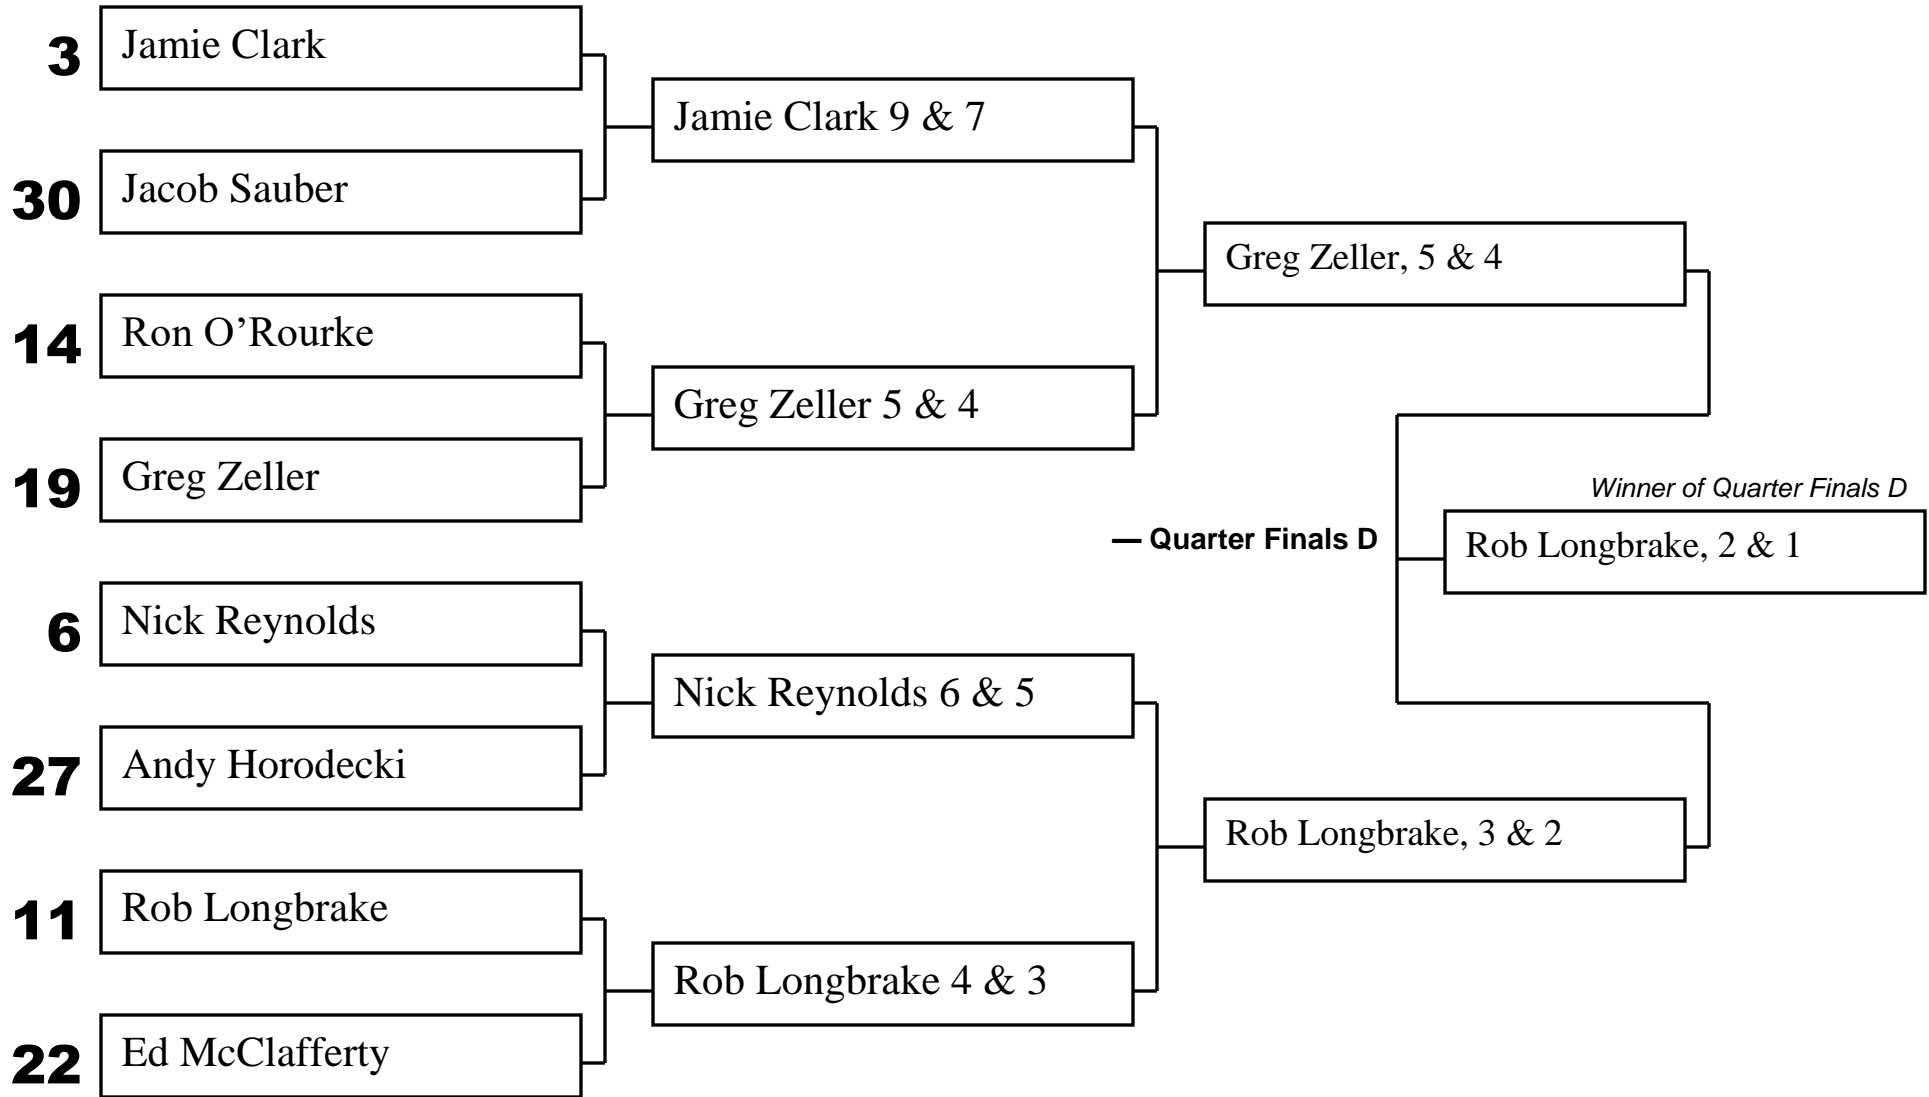 3
Jamie Clark
Jamie Clark 9 & 7
30
Jacob Sauber
Greg Zeller, 5 & 4
14
Ron O’Rourke
Greg Zeller 5 & 4
19
Greg Zeller
Winner of Quarter Finals D
— Quarter Finals D
Rob Longbrake, 2 & 1
6
Nick Reynolds
Nick Reynolds 6 & 5
27
Andy Horodecki
Rob Longbrake, 3 & 2
11
Rob Longbrake
Rob Longbrake 4 & 3
22
Ed McClafferty